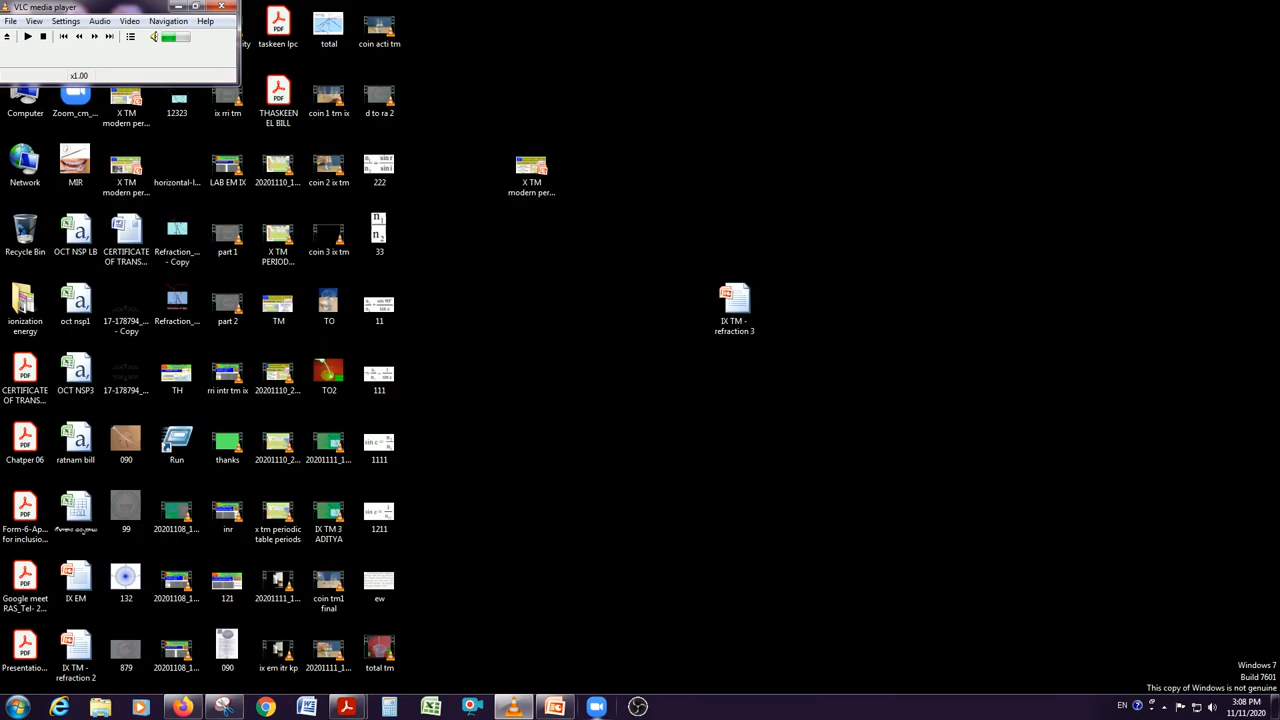 VLC media player
File View Settings Audio Video Navigation Help
x1.00
taskeen lpc
total
coin acti tm
Computer
Zoom_cm_...
X TM
modern per...
12323
ix rri tm
THASKEEN
EL BILL
coin 1 tm ix
d to ra 2
Network
MIR
X TM
modern per...
horizontal-l...
LAB EM IX
20201110_1...
coin 2 ix tm
222
X TM
modern per...
Recycle Bin
OCT NSP LB
CERTIFICATE
OF TRANS...
Refraction_...
- Copy
part 1
X TM
PERIOD...
coin 3 ix tm
33
ionization
energy
oct nsp1
17-178794_...
- Copy
Refraction_...
part 2
TM
TO
11
IX TM -
refraction 3
CERTIFICATE
OF TRANS...
OCT NSP3
17-178794_...
TH
rri intr tm ix
20201110_2...
TO2
111
Chatper 06
ratnam bill
090
Run
thanks
20201110_2...
20201111_1...
1111
Form-6-Ap...
for inclusio...
99
20201108_1...
inr
x tm periodic
table periods
IX TM 3
ADITYA
1211
Google meet
RAS_Tel- 2...
IX EM
132
20201108_1...
121
20201111_1...
coin tm1
final
ew
Presentatio...
IX TM -
refraction 2
879
20201108_1...
090
ix em itr kp
20201111_1...
total tm
Windows 7
Build 7601
This copy of Windows is not genuine
EN
3:08 PM
11/11/2020